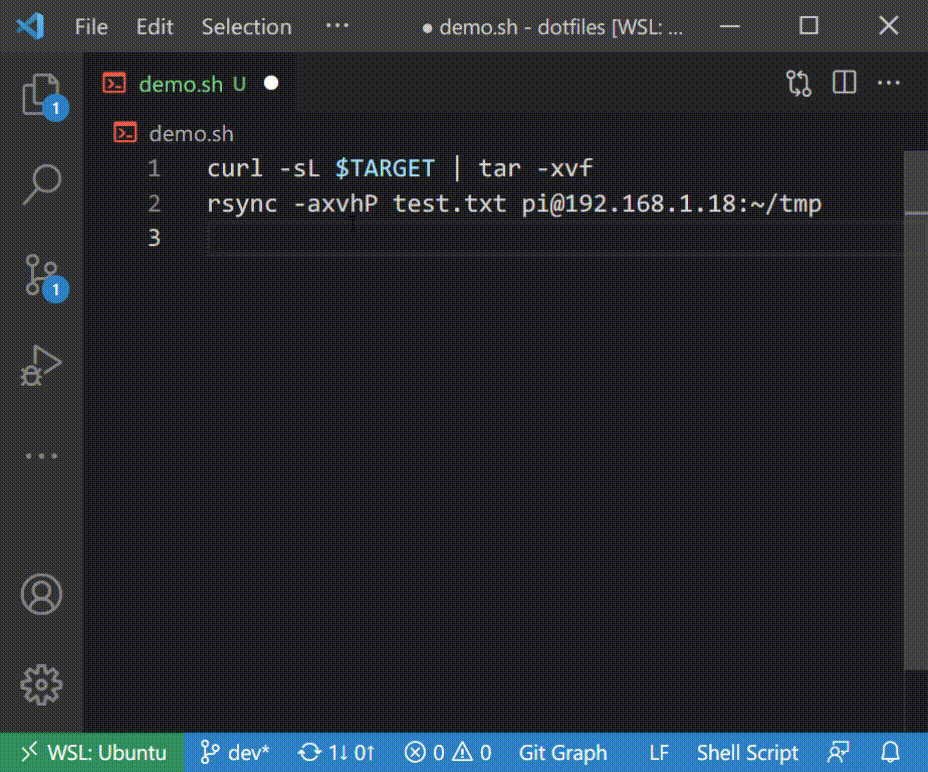 File Edit Selection ··· ● demo.sh - dotfiles [WSL: ...
demo.sh U
demo.sh
1 curl -sL $TARGET | tar -xvf
2 rsync -axvhP test.txt pi@192.168.1.18:~/tmp
3
1
1
WSL: Ubuntu dev* 1↓ 0↑ 0 0 Git Graph LF Shell Script